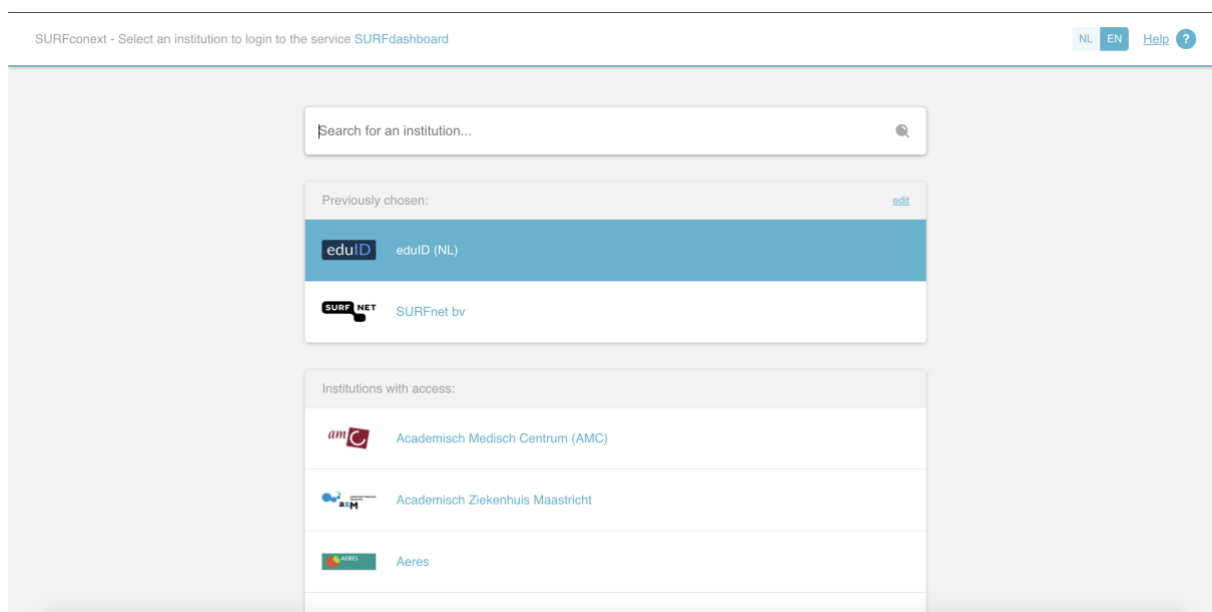 SURFconext - Select an institution to login to the service SURFdashboard
NL EN Help ?
Search for an institution...
Previously chosen: edit
eduID eduID (NL)
SURF NET SURFnet bv
Institutions with access:
am Academisch Medisch Centrum (AMC)
azM Academisch Ziekenhuis Maastricht
AERES Aeres